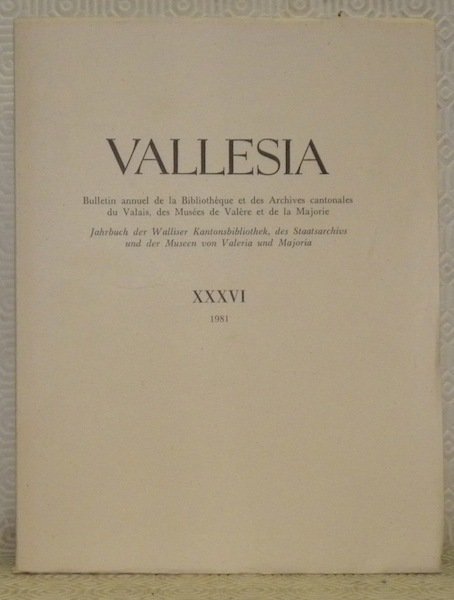 VALLESIA
Bulletin annuel de la Bibliothèque et des Archives cantonales
du Valais, des Musées de Valère et de la Majorie
Jahrbuch der Walliser Kantonsbibliothek, des Staatsarchivs
und der Museen von Valeria und Majoria
XXXVI
1981